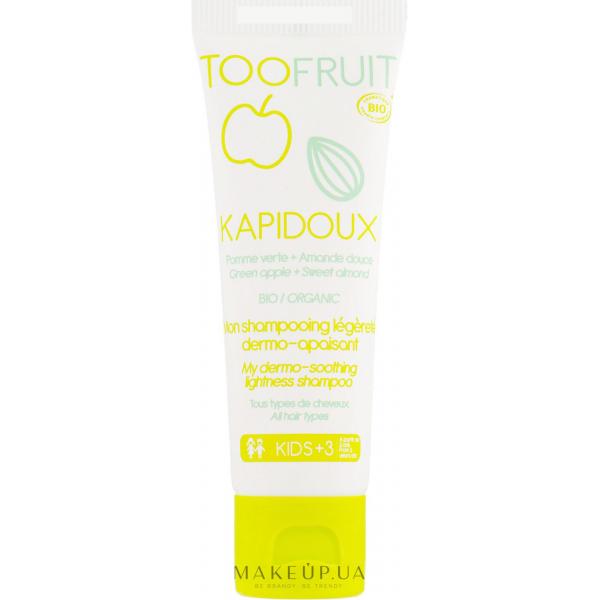 TOOFRUIT
BIO
KAPIDOUX
Pomme verte + Amande douce
Green apple + Sweet almond
BIO / ORGANIC
Mon shampooing légèreté
dermo-apaisant
My dermo-soothing
lightness shampoo
Tous types de cheveux
All hair types
KIDS +3
MAKEUP.UA
BE BRANDY. BE TRENDY